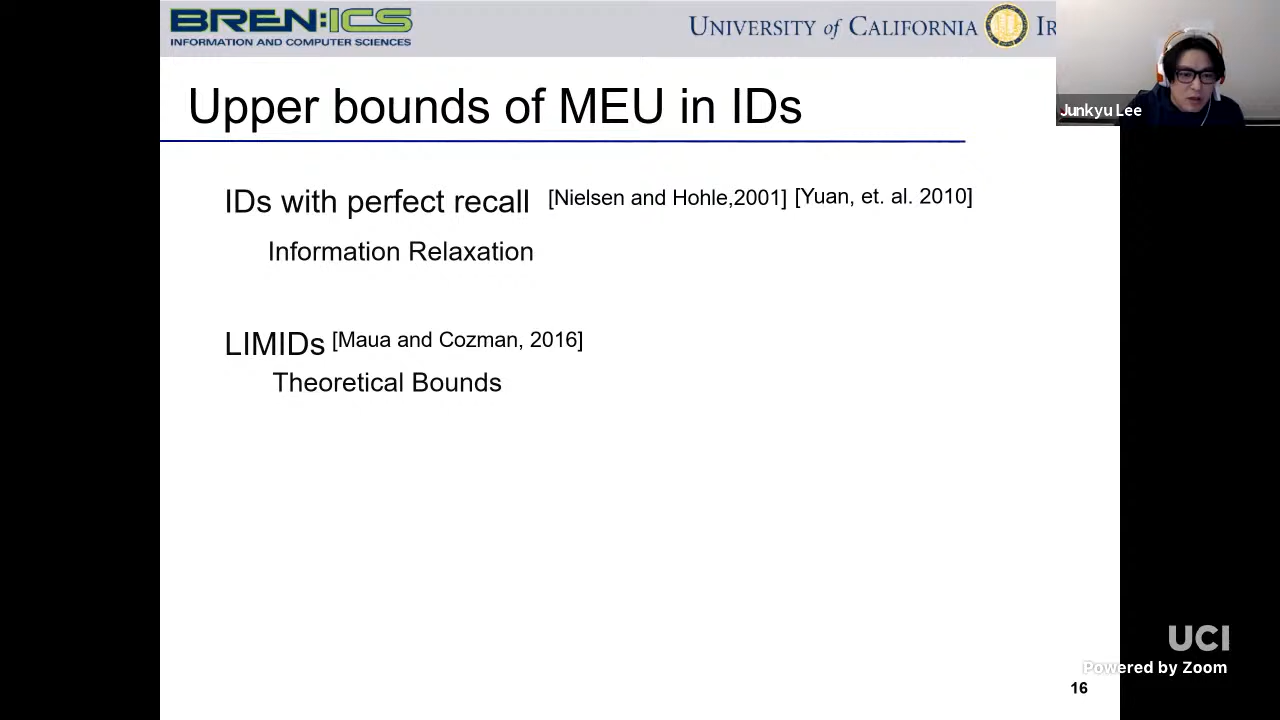 BREN:ICS
INFORMATION AND COMPUTER SCIENCES
UNIVERSITY of CALIFORNIA IR
Junkyu Lee
Upper bounds of MEU in IDs
IDs with perfect recall [Nielsen and Hohle,2001] [Yuan, et. al. 2010]
Information Relaxation
LIMIDs [Maua and Cozman, 2016]
Theoretical Bounds
UCI
Powered by Zoom
16